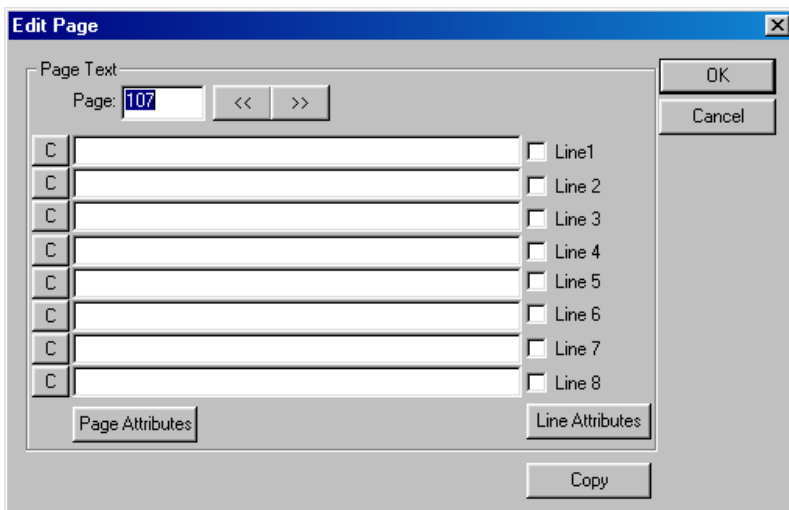 Edit Page
Page Text
Page: 107 << >>
OK
Cancel
C Line1
C Line 2
C Line 3
C Line 4
C Line 5
C Line 6
C Line 7
C Line 8
Page Attributes Line Attributes
Copy